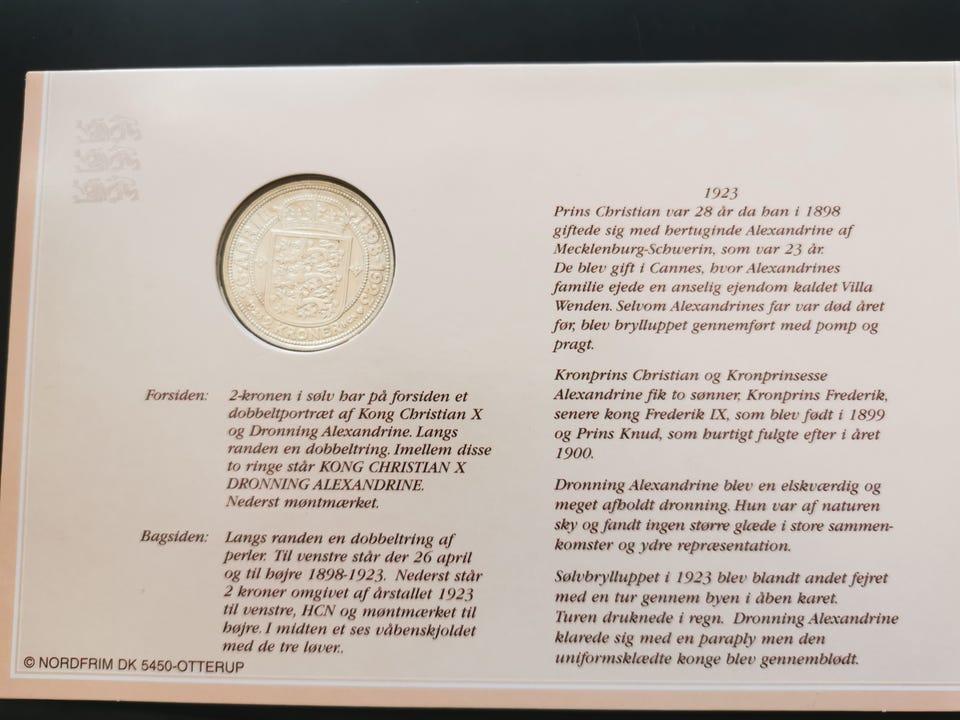 26 APRIL
1898-1923
2 KRONER
Forsiden: 2-kronen i sølv har på forsiden et
dobbeltportræt af Kong Christian X
og Dronning Alexandrine. Langs
randen en dobbeltring. Imellem disse
to ringe står KONG CHRISTIAN X
DRONNING ALEXANDRINE.
Nederst møntmærket.
Bagsiden: Langs randen en dobbeltring af
perler. Til venstre står der 26 april
og til højre 1898-1923. Nederst står
2 kroner omgivet af årstallet 1923
til venstre, HCN og møntmærket til
højre. I midten et ses våbenskjoldet
med de tre løver..
© NORDFRIM DK 5450-OTTERUP
1923
Prins Christian var 28 år da han i 1898
giftede sig med hertuginde Alexandrine af
Mecklenburg-Schwerin, som var 23 år.
De blev gift i Cannes, hvor Alexandrines
familie ejede en anselig ejendom kaldet Villa
Wenden. Selvom Alexandrines far var død året
før, blev brylluppet gennemført med pomp og
pragt.
Kronprins Christian og Kronprinsesse
Alexandrine fik to sønner, Kronprins Frederik,
senere kong Frederik IX, som blev født i 1899
og Prins Knud, som hurtigt fulgte efter i året
1900.
Dronning Alexandrine blev en elskværdig og
meget afholdt dronning. Hun var af naturen
sky og fandt ingen større glæde i store sammen-
komster og ydre repræsentation.
Sølvbrylluppet i 1923 blev blandt andet fejret
med en tur gennem byen i åben karet.
Turen druknede i regn. Dronning Alexandrine
klarede sig med en paraply men den
uniformsklædte konge blev gennemblødt.